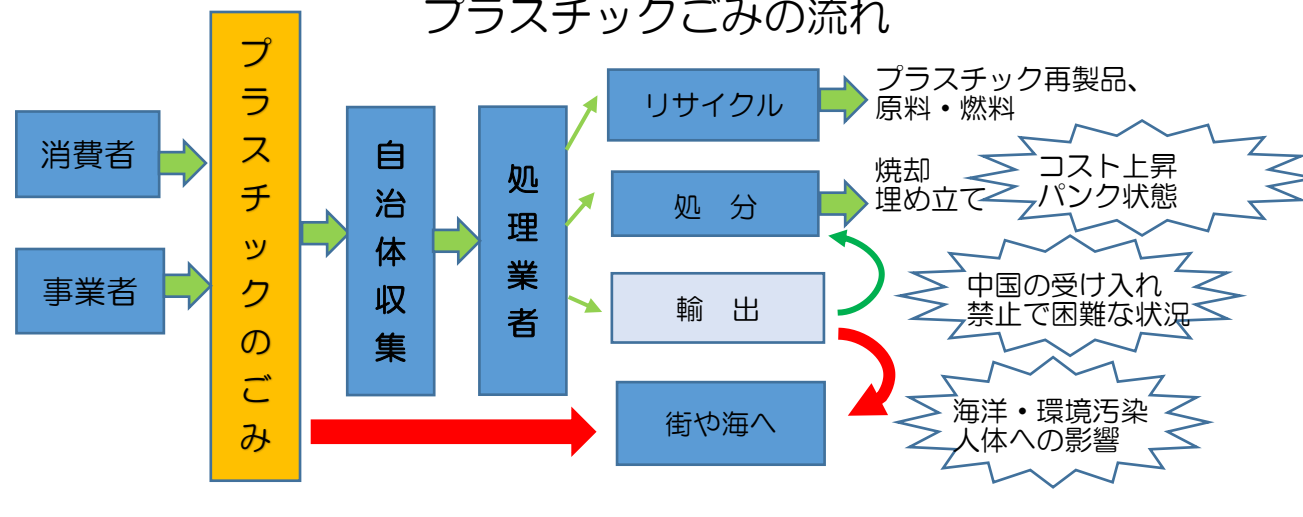 プラスチックごみの流れ
消費者
事業者
プラスチックのごみ
自治体収集
処理業者
リサイクル
プラスチック再製品、
原料・燃料
処　分
焼却
埋め立て
コスト上昇
パンク状態
輸　出
中国の受け入れ
禁止で困難な状況
街や海へ
海洋・環境汚染
人体への影響